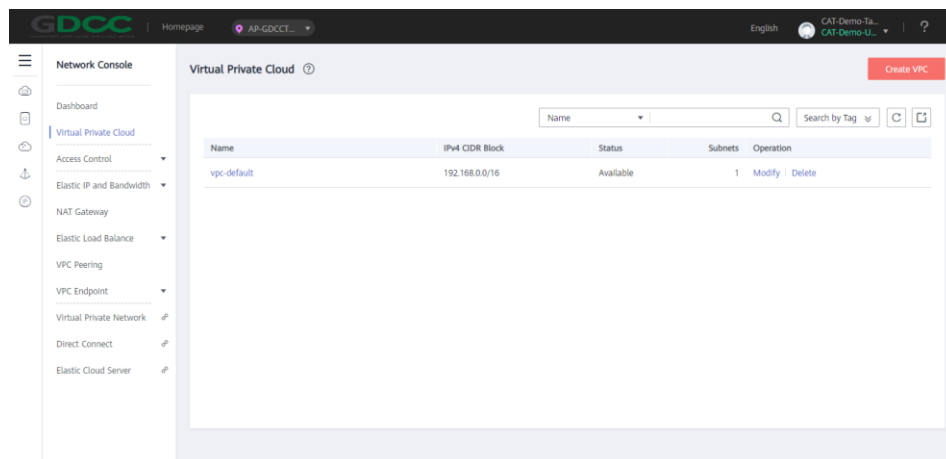 GDCC Homepage AP-GDCCT... English CAT-Demo-Ta...
CAT-Demo-U... ?
Network Console
Dashboard
Virtual Private Cloud
Access Control
Elastic IP and Bandwidth
NAT Gateway
Elastic Load Balance
VPC Peering
VPC Endpoint
Virtual Private Network
Direct Connect
Elastic Cloud Server
Virtual Private Cloud ?
Create VPC
Name Search by Tag
Name IPv4 CIDR Block Status Subnets Operation
vpc-default 192.168.0.0/16 Available 1 Modify Delete